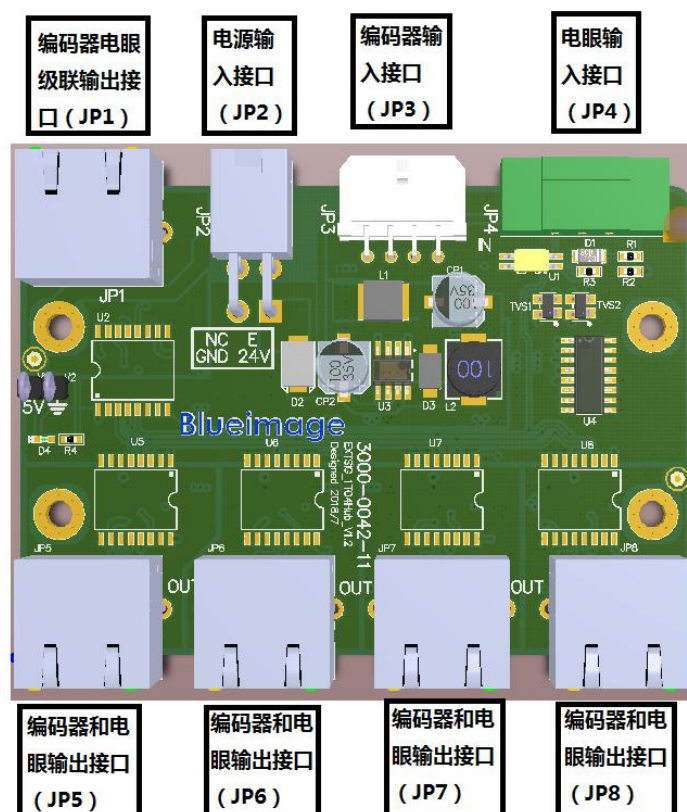 编码器电眼
级联输出接
口（JP1）
电源输
入接口
（JP2）
编码器输
入接口
（JP3）
电眼输
入接口
（JP4）
JP1
JP2
JP3
JP4
IN
L1
CP1
100
35V
U1
D1
R1
R3
R2
TVS1
TVS2
U2
NC E
GND 24V
D2
100
35V
CP2
U3
D3
100
L2
U4
5V
D4
R4
Blueimage
3000-0042-11
EXTSIG_1TO4Hub_V1.2
Designed 2018/7
U5
U6
U7
U8
JP5
JP6
JP7
JP8
OUT
OUT
OUT
编码器和电
眼输出接口
（JP5）
编码器和电
眼输出接口
（JP6）
编码器和电
眼输出接口
（JP7）
编码器和电
眼输出接口
（JP8）